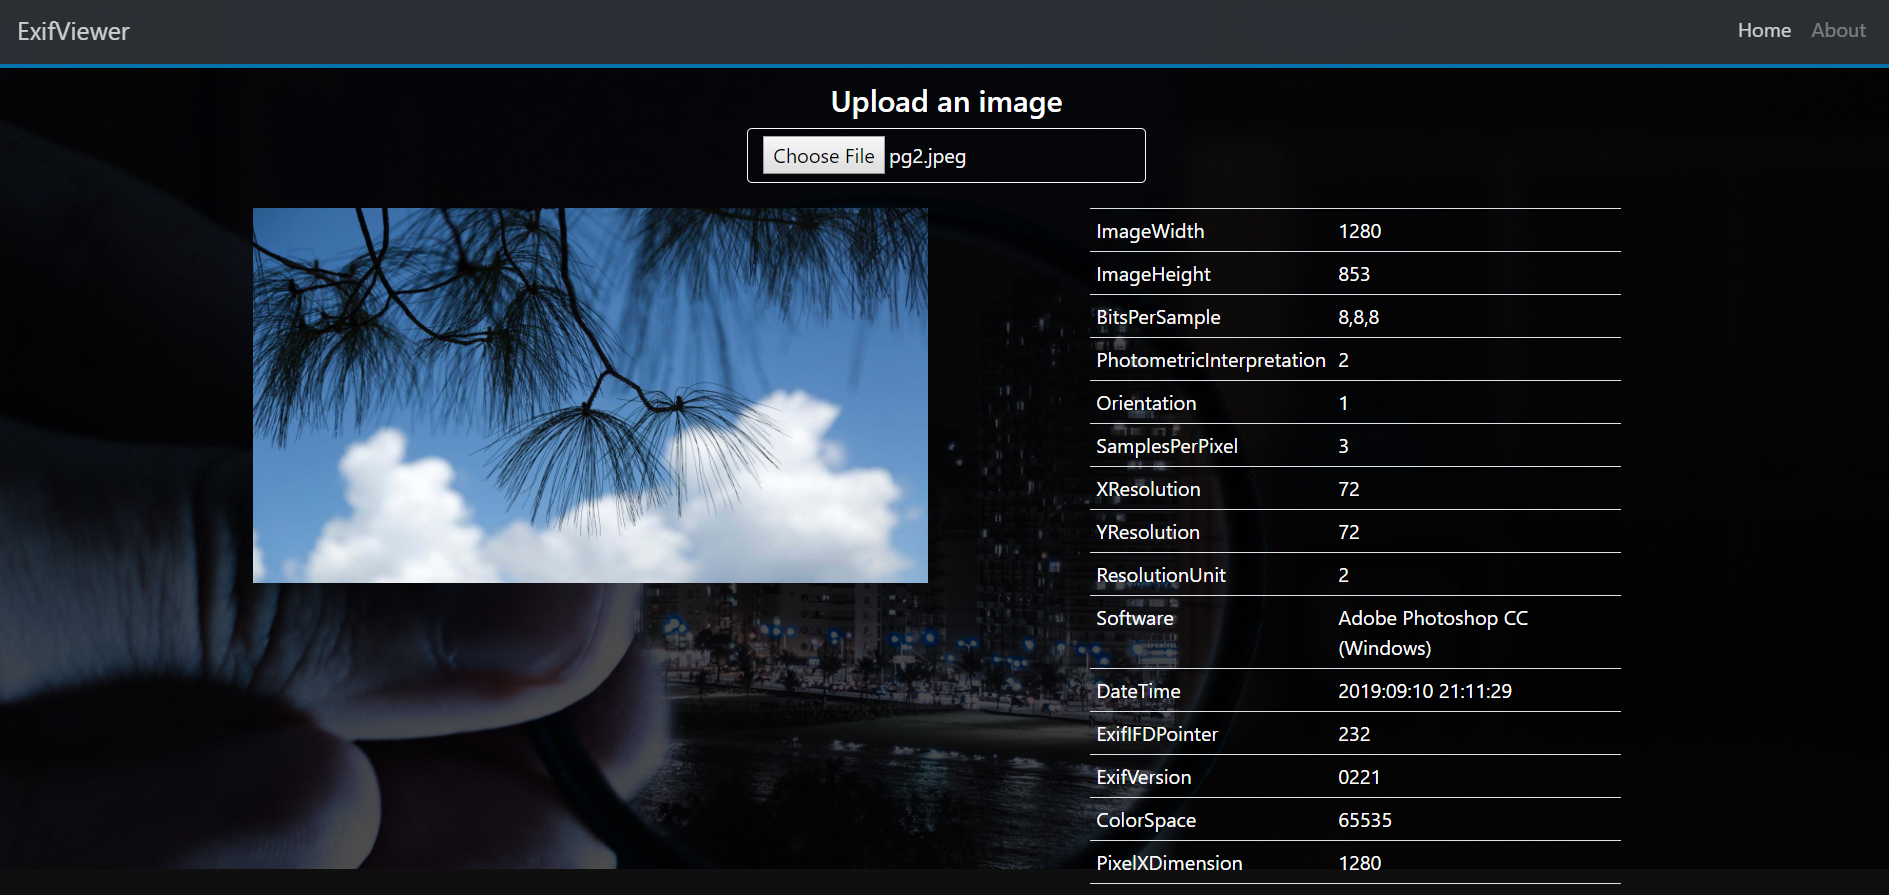 ExifViewer
Home About
Upload an image
Choose File pg2.jpeg
ImageWidth 1280
ImageHeight 853
BitsPerSample 8,8,8
PhotometricInterpretation 2
Orientation 1
SamplesPerPixel 3
XResolution 72
YResolution 72
ResolutionUnit 2
Software Adobe Photoshop CC
(Windows)
DateTime 2019:09:10 21:11:29
ExifIFDPointer 232
ExifVersion 0221
ColorSpace 65535
PixelXDimension 1280